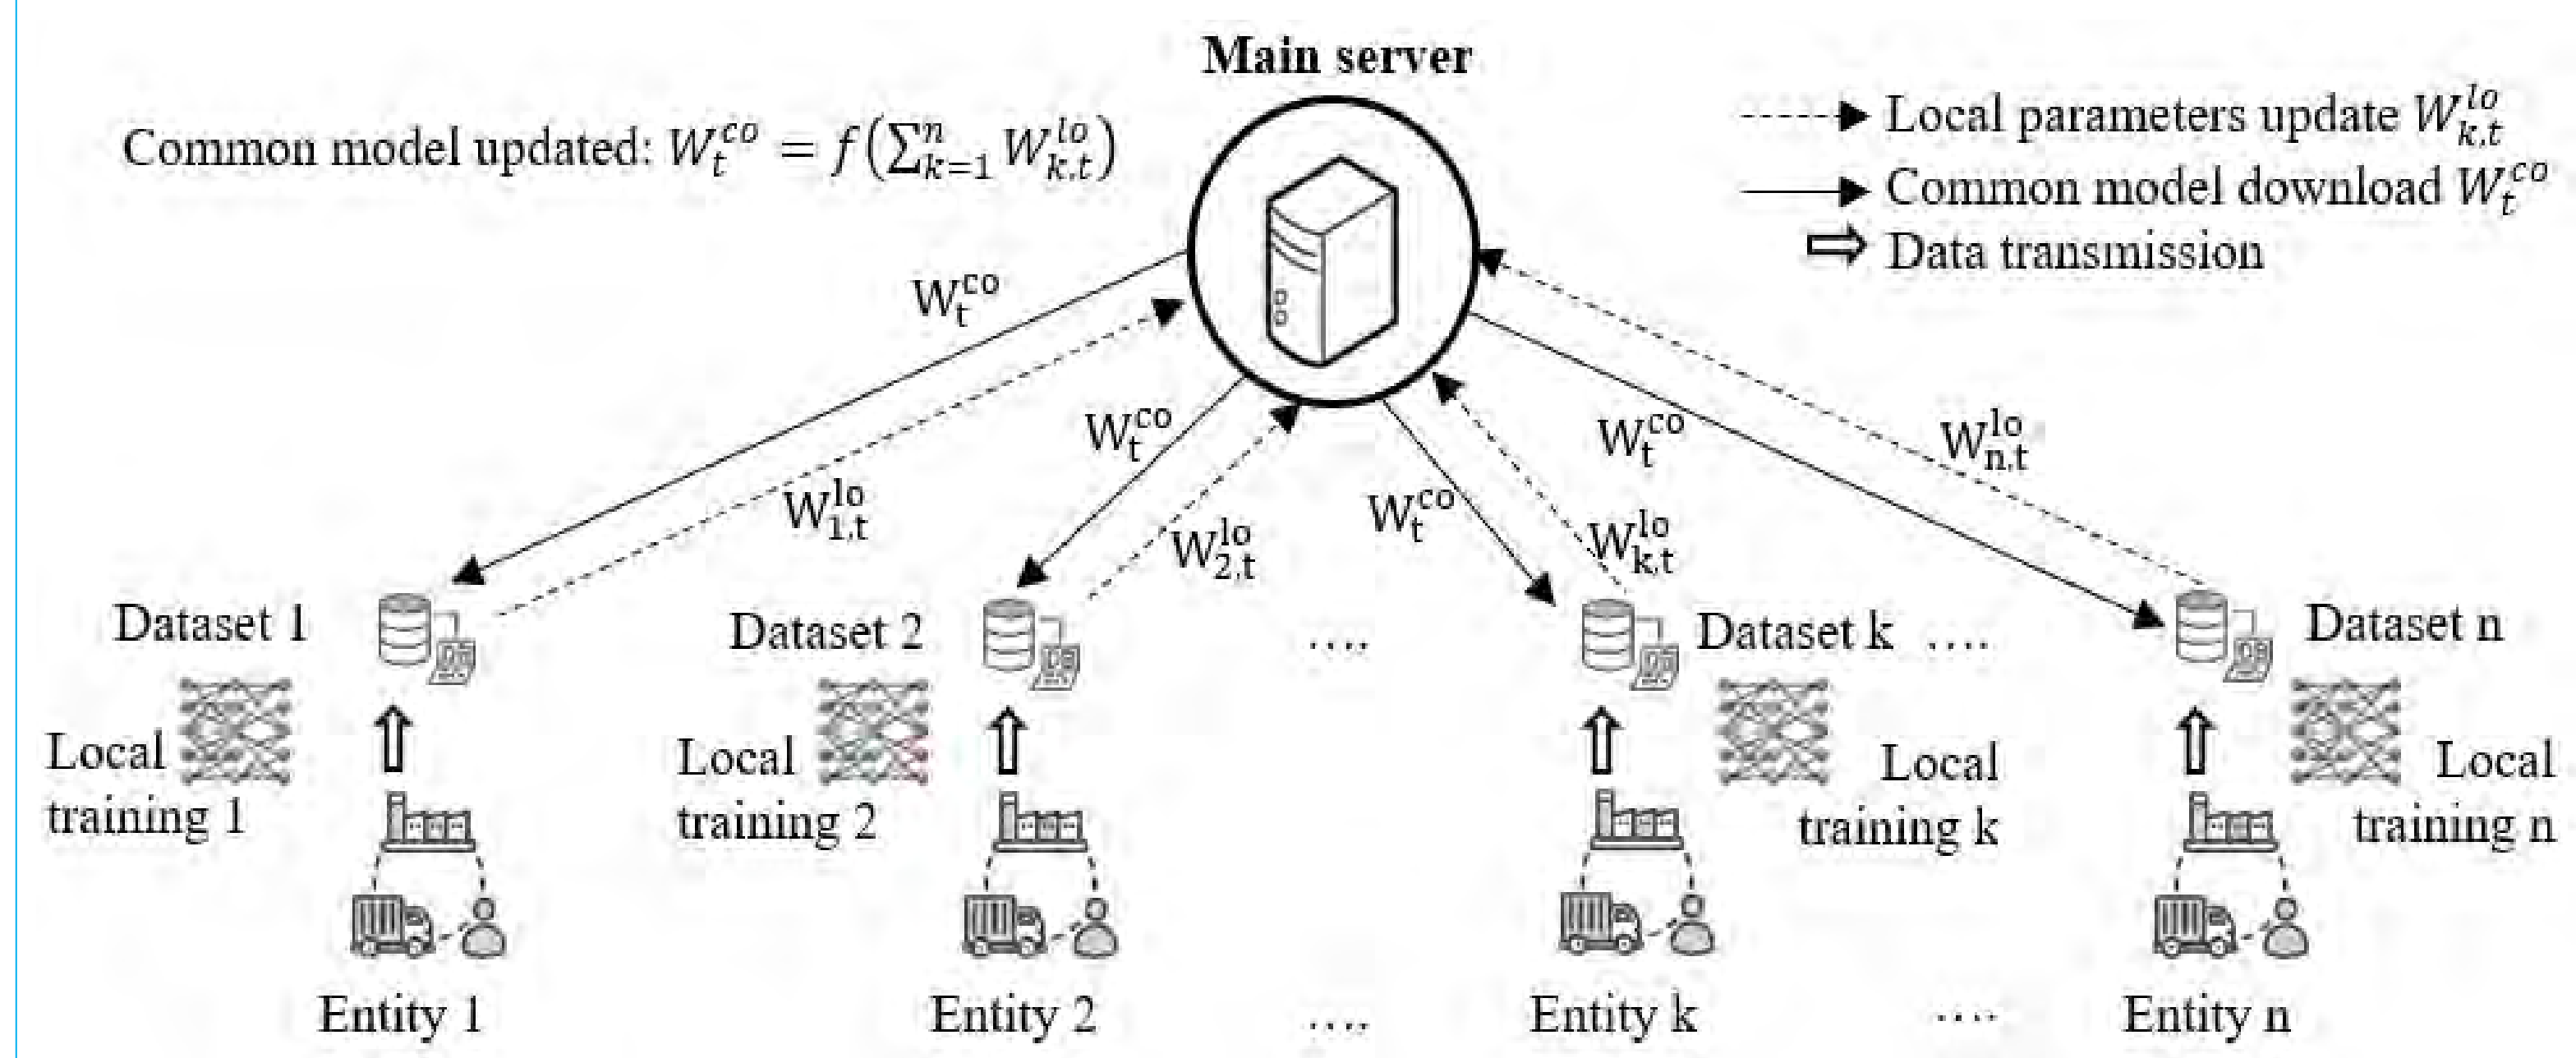 Main server
Common model updated: W_t^{co} = f(∑_{k=1}^{n} W_{k,t}^{lo})
Local parameters update W_{k,t}^{lo}
Common model download W_t^{co}
Data transmission
W_t^{co}
W_{1,t}^{lo}
W_t^{co}
W_{2,t}^{lo}
W_t^{co}
W_{k,t}^{lo}
W_t^{co}
W_{n,t}^{lo}
Dataset 1
Dataset 2
....
Dataset k
....
Dataset n
Local
training 1
Local
training 2
Local
training k
Local
training n
Entity 1
Entity 2
....
Entity k
....
Entity n